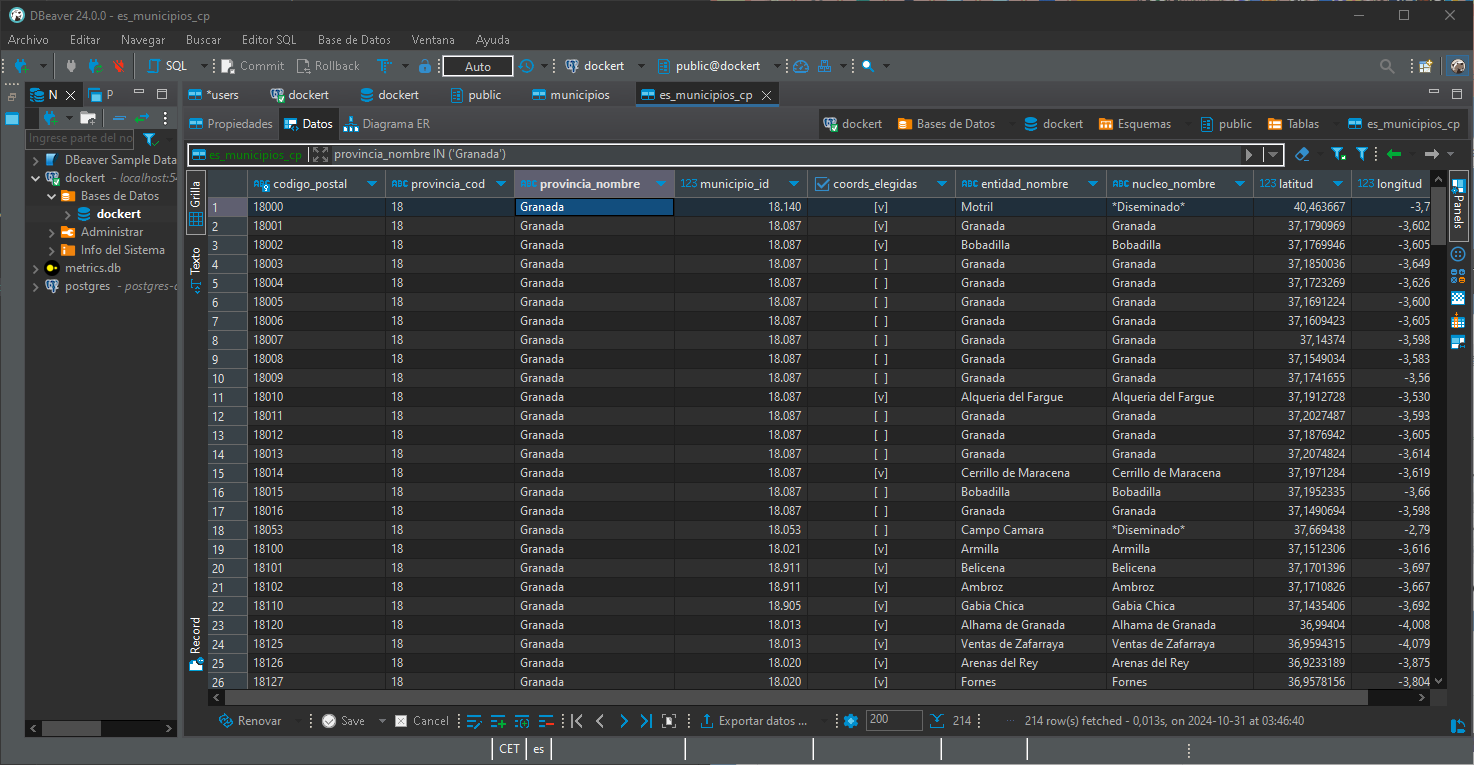 DBeaver 24.0.0 - es_municipios_cp
Archivo Editar Navegar Buscar Editor SQL Base de Datos Ventana Ayuda
SQL Commit Rollback Auto dockert public@dockert
N P *users dockert dockert public municipios es_municipios_cp
Propiedades Datos Diagrama ER dockert Bases de Datos dockert Esquemas public Tablas es_municipios_cp
Ingrese parte del no
DBeaver Sample Data
dockert - localhost:54
Bases de Datos
dockert
Administrar
Info del Sistema
metrics.db
postgres - postgres-c
es_municipios_cp provincia_nombre IN ('Granada')
Grilla
Texto
Record
Panels
codigo_postal provincia_cod provincia_nombre 123 municipio_id coords_elegidas entidad_nombre nucleo_nombre 123 latitud 123 longitud
1 18000 18 Granada 18.140 [v] Motril *Diseminado* 40,463667 -3,7
2 18001 18 Granada 18.087 [v] Granada Granada 37,1790969 -3,602
3 18002 18 Granada 18.087 [v] Bobadilla Bobadilla 37,1769946 -3,605
4 18003 18 Granada 18.087 [ ] Granada Granada 37,1850036 -3,649
5 18004 18 Granada 18.087 [ ] Granada Granada 37,1723269 -3,626
6 18005 18 Granada 18.087 [ ] Granada Granada 37,1691224 -3,600
7 18006 18 Granada 18.087 [ ] Granada Granada 37,1609423 -3,605
8 18007 18 Granada 18.087 [ ] Granada Granada 37,14374 -3,598
9 18008 18 Granada 18.087 [ ] Granada Granada 37,1549034 -3,583
10 18009 18 Granada 18.087 [ ] Granada Granada 37,1741655 -3,56
11 18010 18 Granada 18.087 [v] Alqueria del Fargue Alqueria del Fargue 37,1912728 -3,530
12 18011 18 Granada 18.087 [ ] Granada Granada 37,2027487 -3,593
13 18012 18 Granada 18.087 [ ] Granada Granada 37,1876942 -3,605
14 18013 18 Granada 18.087 [ ] Granada Granada 37,2074824 -3,614
15 18014 18 Granada 18.087 [v] Cerrillo de Maracena Cerrillo de Maracena 37,1971284 -3,619
16 18015 18 Granada 18.087 [ ] Bobadilla Bobadilla 37,1952335 -3,66
17 18016 18 Granada 18.087 [ ] Granada Granada 37,1490694 -3,598
18 18053 18 Granada 18.053 [ ] Campo Camara *Diseminado* 37,669438 -2,79
19 18100 18 Granada 18.021 [v] Armilla Armilla 37,1512306 -3,616
20 18101 18 Granada 18.911 [v] Belicena Belicena 37,1701396 -3,697
21 18102 18 Granada 18.911 [v] Ambroz Ambroz 37,1710826 -3,667
22 18110 18 Granada 18.905 [v] Gabia Chica Gabia Chica 37,1435406 -3,692
23 18120 18 Granada 18.013 [v] Alhama de Granada Alhama de Granada 36,99404 -4,008
24 18125 18 Granada 18.013 [v] Ventas de Zafarraya Ventas de Zafarraya 36,9594315 -4,079
25 18126 18 Granada 18.020 [v] Arenas del Rey Arenas del Rey 36,9233189 -3,875
26 18127 18 Granada 18.020 [v] Fornes Fornes 36,9578156 -3,804
Renovar Save Cancel Exportar datos ... 200 214 214 row(s) fetched - 0,013s, on 2024-10-31 at 03:46:40
CET es